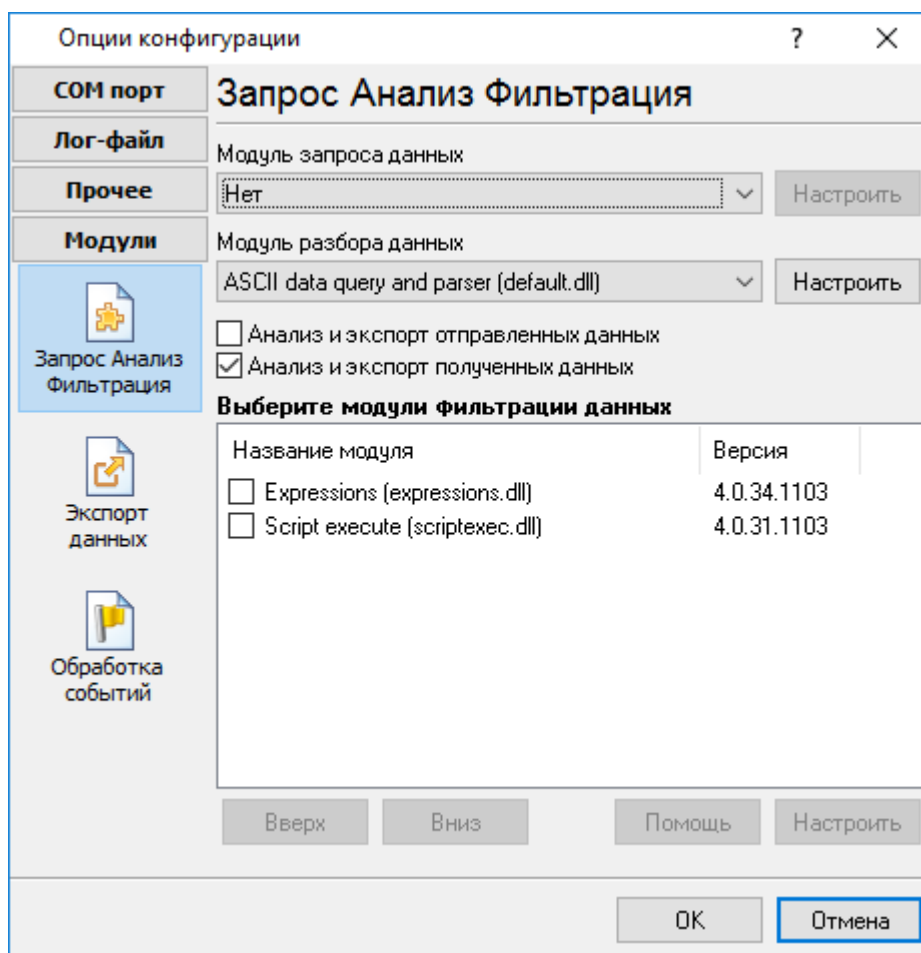 Опции конфигурации
?
COM порт
Лог-файл
Прочее
Модули
Запрос Анализ
Фильтрация
Экспорт
данных
Обработка
событий
Запрос Анализ Фильтрация
Модуль запроса данных
Нет
Настроить
Модуль разбора данных
ASCII data query and parser (default.dll)
Настроить
Анализ и экспорт отправленных данных
Анализ и экспорт полученных данных
Выберите модули фильтрации данных
Название модуля Версия
Expressions (expressions.dll) 4.0.34.1103
Script execute (scriptexec.dll) 4.0.31.1103
Вверх Вниз Помощь Настроить
OK Отмена